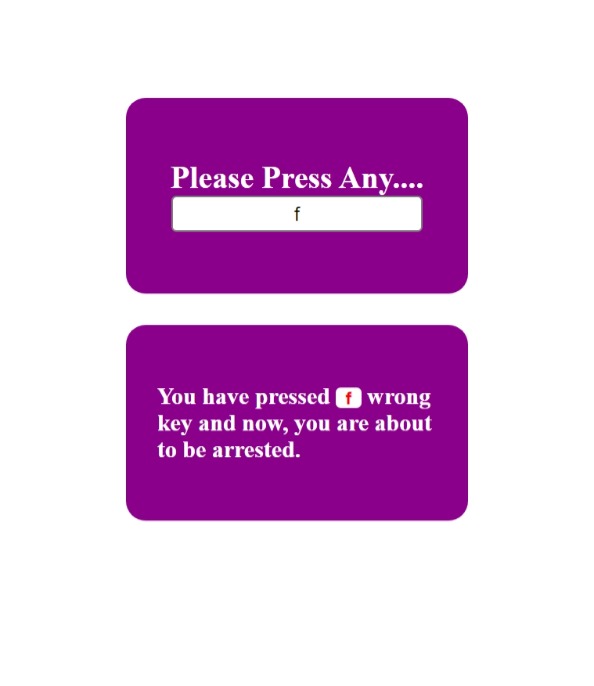 Please Press Any....
f
You have pressed f wrong
key and now, you are about
to be arrested.